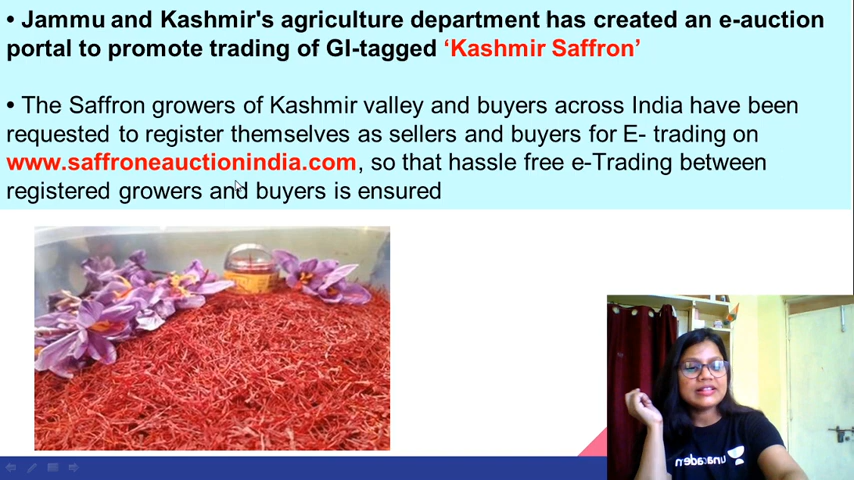 • Jammu and Kashmir's agriculture department has created an e-auction
portal to promote trading of GI-tagged ‘Kashmir Saffron’
• The Saffron growers of Kashmir valley and buyers across India have been
requested to register themselves as sellers and buyers for E- trading on
www.saffroneauctionindia.com, so that hassle free e-Trading between
registered growers and buyers is ensured